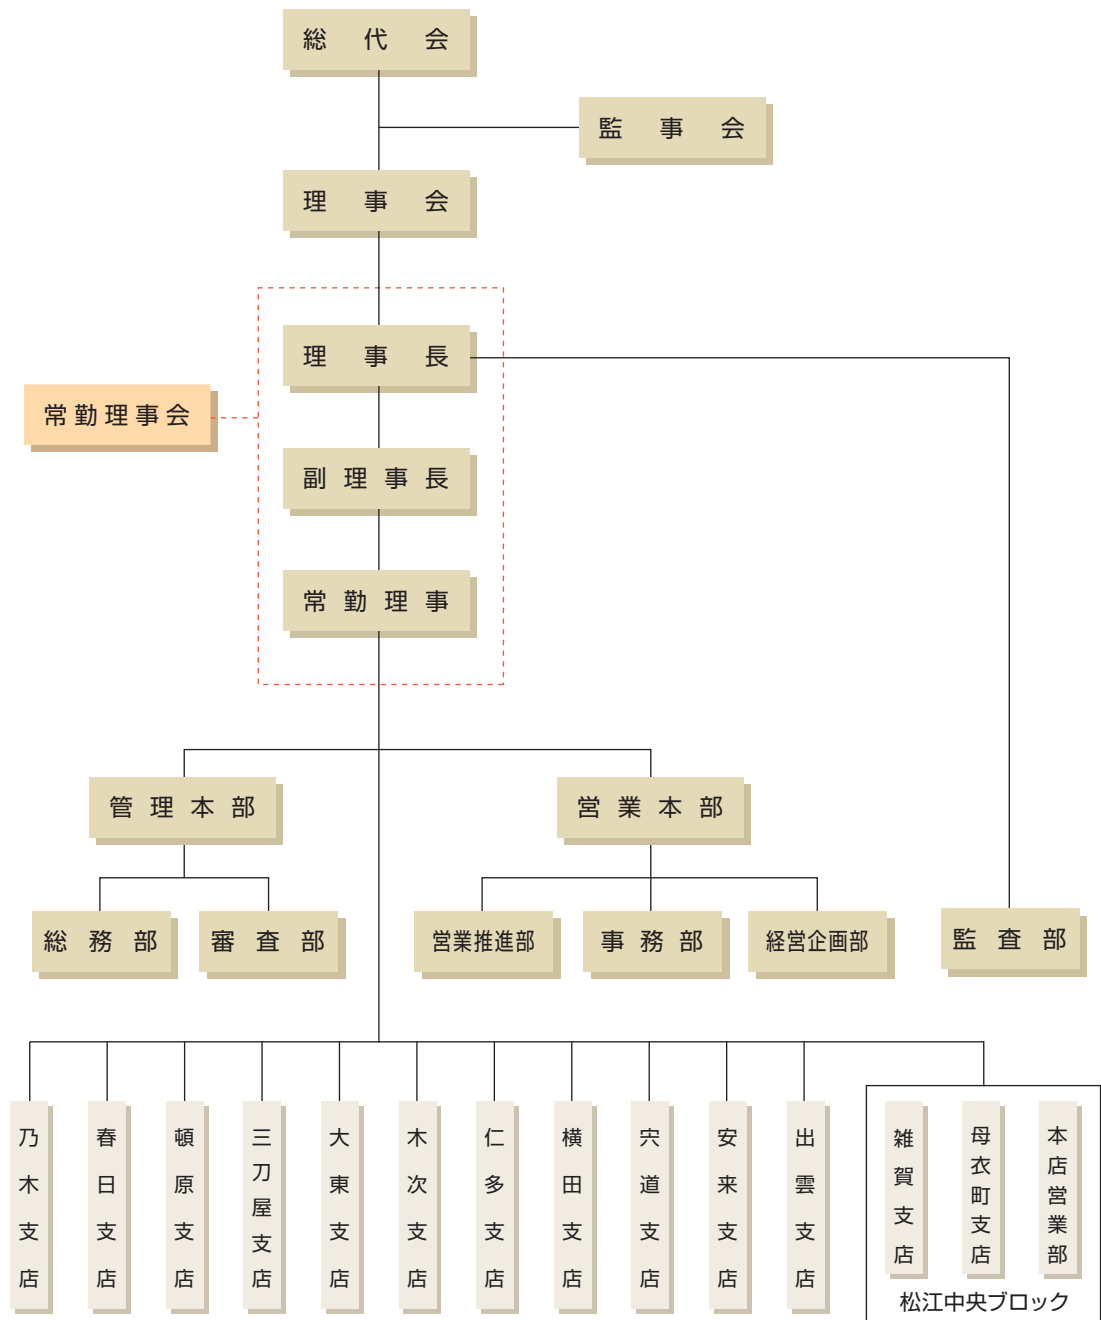 総代会
監事会
理事会
理事長
常勤理事会
副理事長
常勤理事
管理本部
営業本部
総務部
審査部
営業推進部
事務部
経営企画部
監査部
乃木支店
春日支店
頓原支店
三刀屋支店
大東支店
木次支店
仁多支店
横田支店
宍道支店
安来支店
出雲支店
雑賀支店
母衣町支店
本店営業部
松江中央ブロック